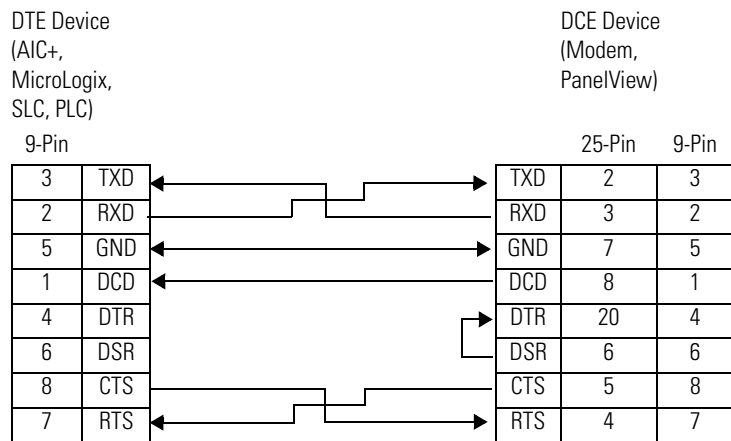 DTE Device
(AIC+,
MicroLogix,
SLC, PLC)
DCE Device
(Modem,
PanelView)
9-Pin
25-Pin 9-Pin
3 TXD TXD 2 3
2 RXD RXD 3 2
5 GND GND 7 5
1 DCD DCD 8 1
4 DTR DTR 20 4
6 DSR DSR 6 6
8 CTS CTS 5 8
7 RTS RTS 4 7